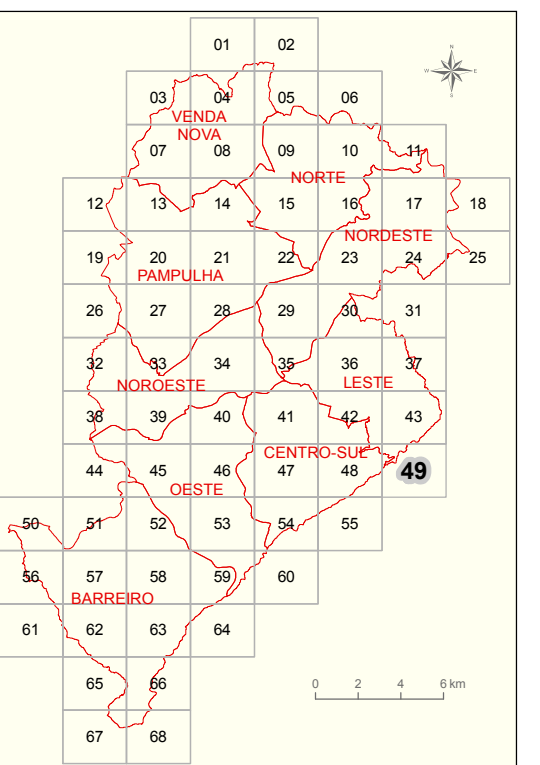 01 02
N
W E
S
03 04 05 06
VENDA
NOVA
07 08 09 10 11
NORTE
12 13 14 15 16 17 18
NORDESTE
19 20 21 22 23 24 25
PAMPULHA
26 27 28 29 30 31
32 33 34 35 36 37
NOROESTE LESTE
38 39 40 41 42 43
CENTRO-SUL
44 45 46 47 48 49
OESTE
50 51 52 53 54 55
56 57 58 59 60
BARREIRO
61 62 63 64
65 66
0 2 4 6 km
67 68